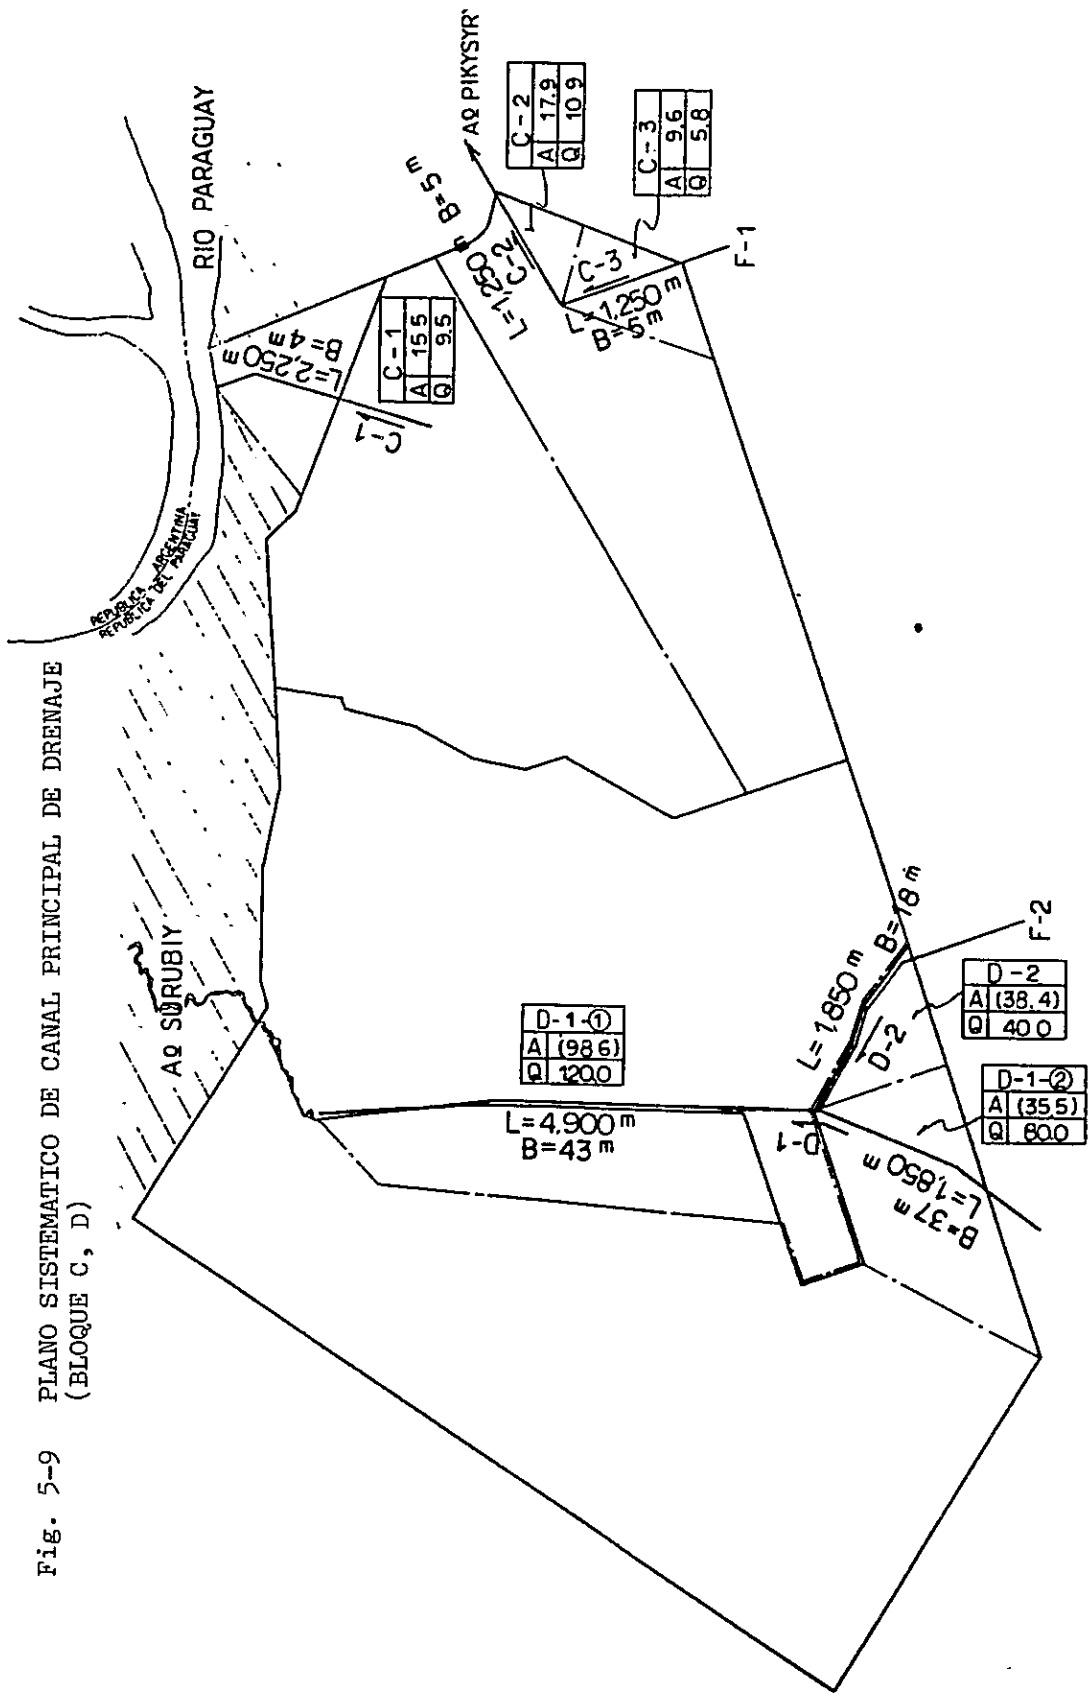 Fig. 5-9 PLANO SISTEMATICO DE CANAL PRINCIPAL DE DRENAJE
(BLOQUE C, D)
REPUBLICA ARGENTINA
REPUBLICA DEL PARAGUAY
RIO PARAGUAY
Aº PIKYSYRY
Aº SURUBIY
L=2,250 m
B=4 m
C-1
C-1
A 15.5
Q 9.5
L=1,250 m B=5 m
C-2
C-2
A 17.9
Q 10.9
C-3
L=1,250 m
B=5 m
C-3
A 9.6
Q 5.8
F-1
D-1-①
A (98.6)
Q 120.0
L=4,900 m
B=43 m
D-1
L=1,850 m B=18 m
D-2
F-2
D-2
A (38.4)
Q 40.0
D-1-②
A (35.5)
Q 80.0
L=1,850 m
B=37 m